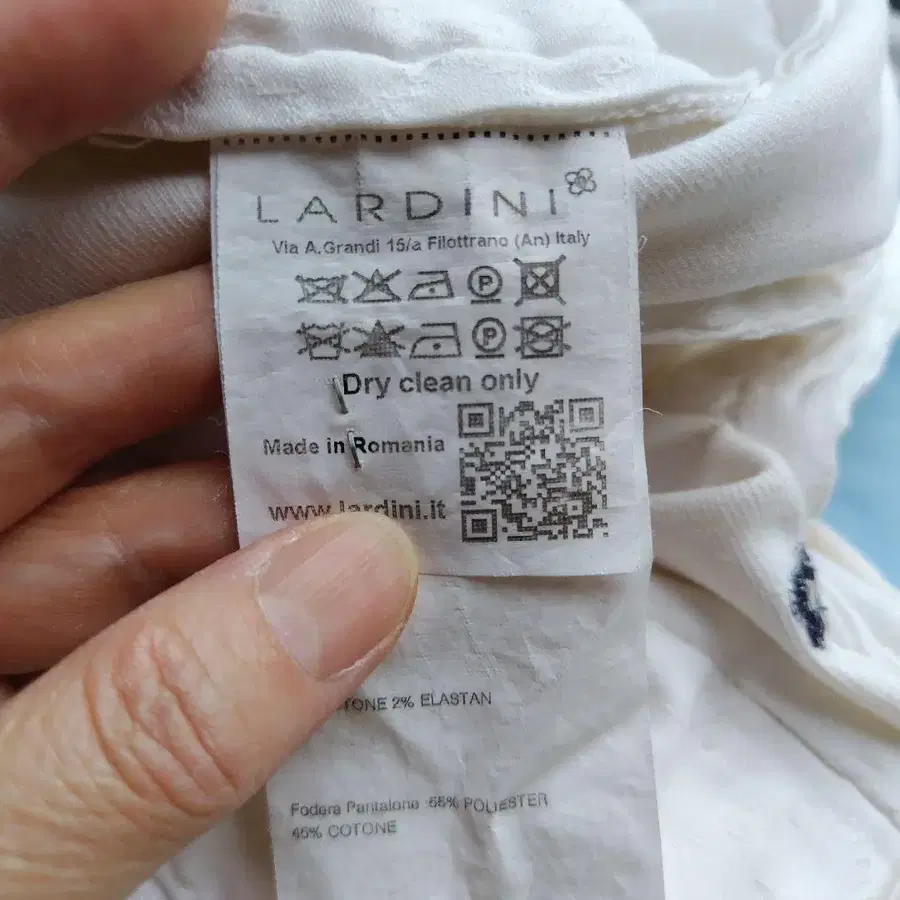 LARDINI
Via A.Grandi 15/a Filottrano (An) Italy
Dry clean only
Made in Romania
www.lardini.it
2% ELASTAN
Fodera Pantalone 55% POLIESTER
45% COTONE